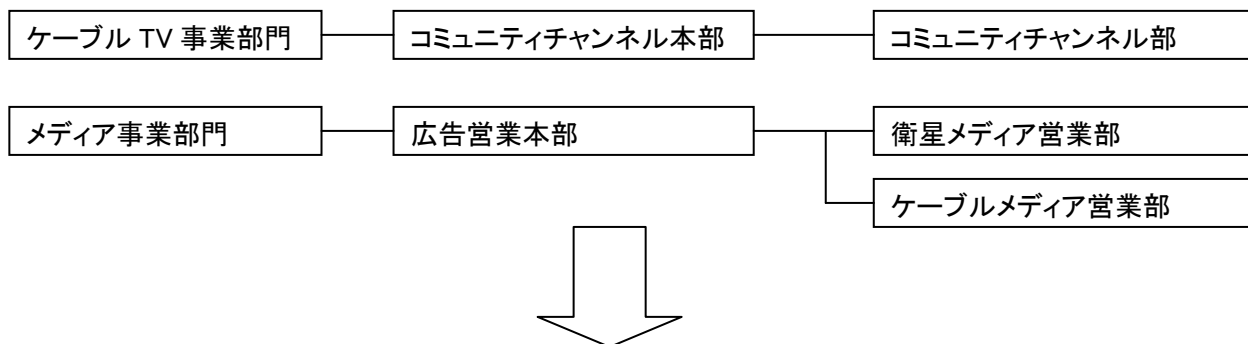 ケーブル TV 事業部門 コミュニティチャンネル本部 コミュニティチャンネル部
メディア事業部門 広告営業本部 衛星メディア営業部
ケーブルメディア営業部